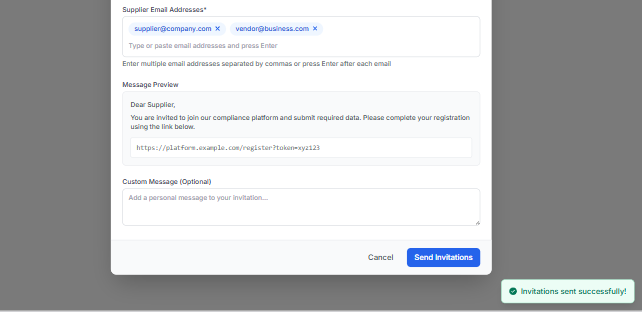 Supplier Email Addresses*
supplier@company.com × vendor@business.com ×
Type or paste email addresses and press Enter
Enter multiple email addresses separated by commas or press Enter after each email
Message Preview
Dear Supplier,
You are invited to join our compliance platform and submit required data. Please complete your registration
using the link below.
https://platform.example.com/register?token=xyz123
Custom Message (Optional)
Add a personal message to your invitation...
Cancel Send Invitations
Invitations sent successfully!